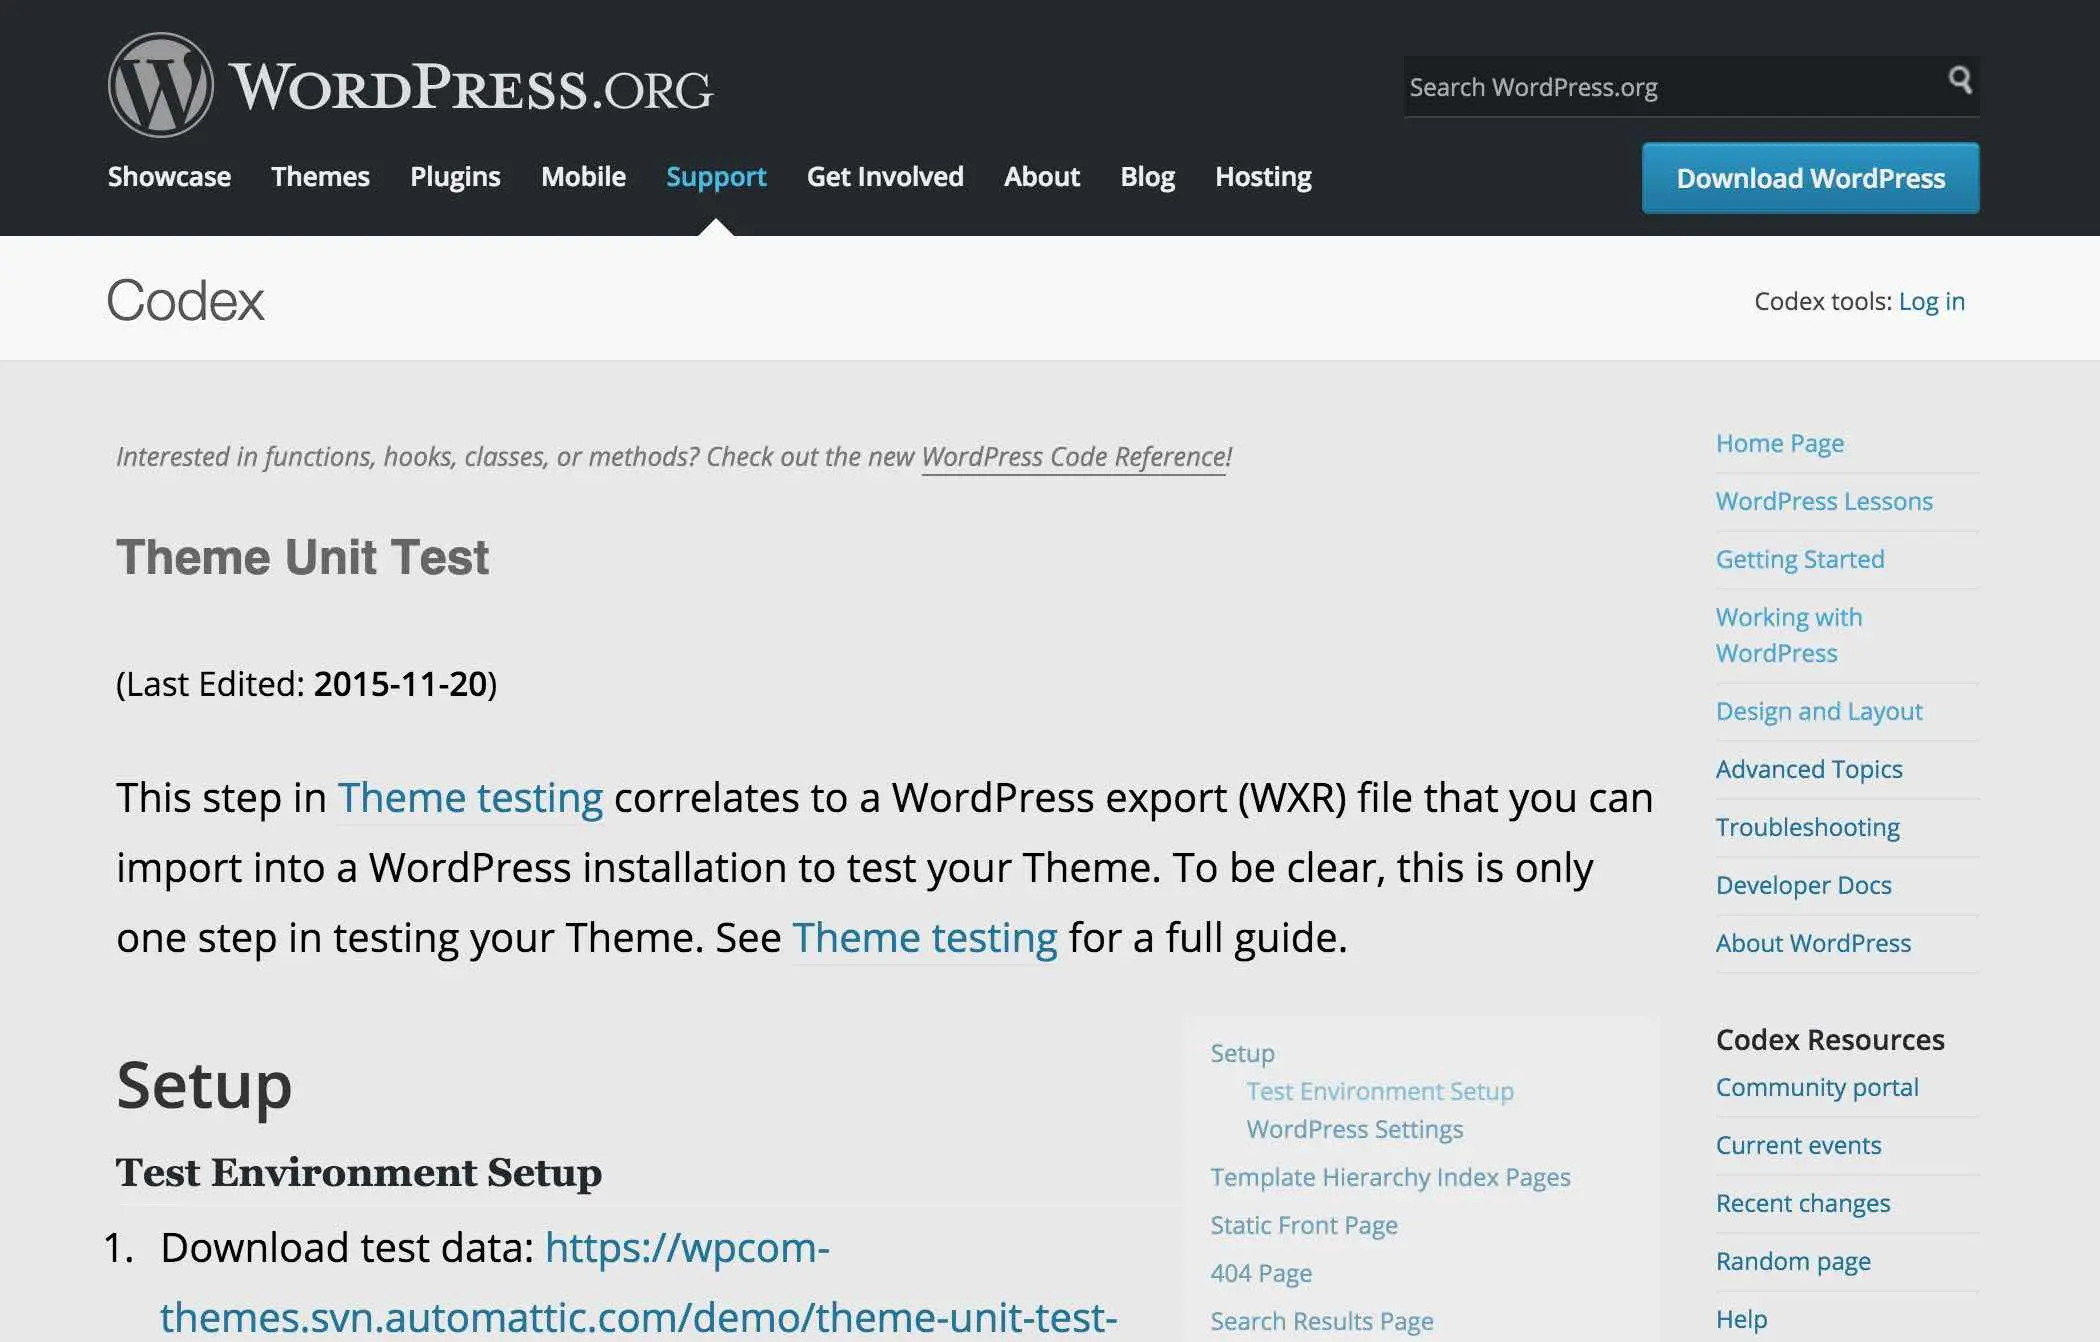 WORDPRESS.ORG
Search WordPress.org
Showcase Themes Plugins Mobile Support Get Involved About Blog Hosting
Download WordPress
Codex
Codex tools: Log in
Interested in functions, hooks, classes, or methods? Check out the new WordPress Code Reference!
Theme Unit Test
(Last Edited: 2015-11-20)
This step in Theme testing correlates to a WordPress export (WXR) file that you can
import into a WordPress installation to test your Theme. To be clear, this is only
one step in testing your Theme. See Theme testing for a full guide.
Setup
Test Environment Setup
1. Download test data: https://wpcom-
themes.svn.automattic.com/demo/theme-unit-test-
Setup
Test Environment Setup
WordPress Settings
Template Hierarchy Index Pages
Static Front Page
404 Page
Search Results Page
Home Page
WordPress Lessons
Getting Started
Working with
WordPress
Design and Layout
Advanced Topics
Troubleshooting
Developer Docs
About WordPress
Codex Resources
Community portal
Current events
Recent changes
Random page
Help